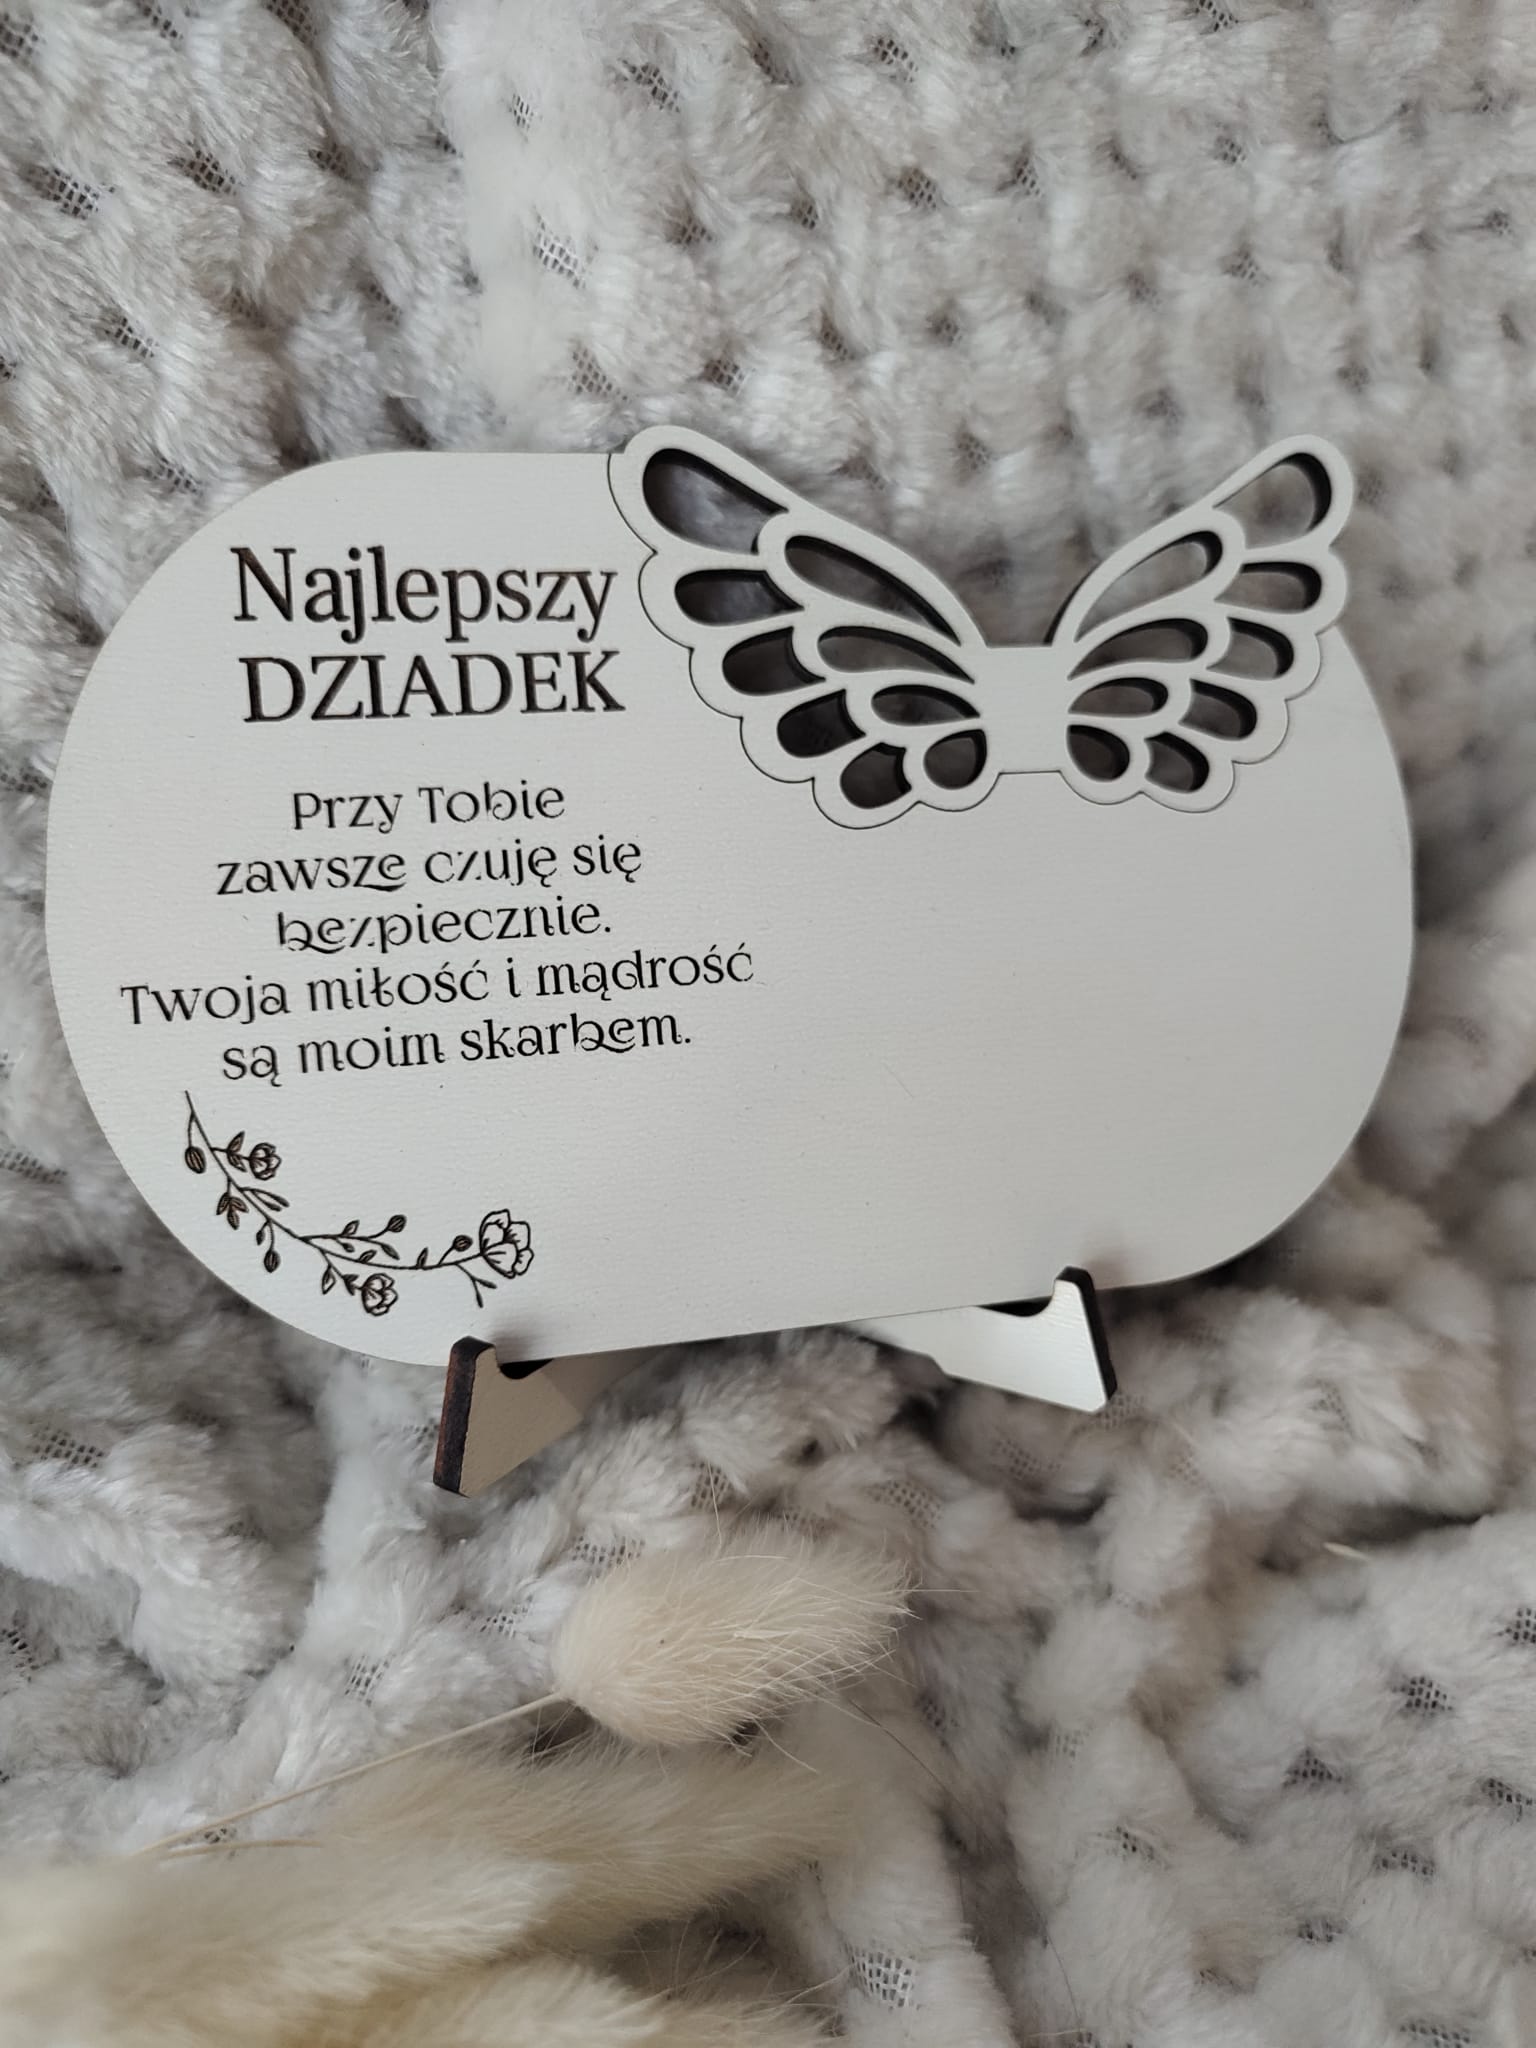 Najlepszy
DZIADEK
Przy Tobie
zawsze czuję się
bezpiecznie.
Twoja miłość i mądrość
są moim skarbem.